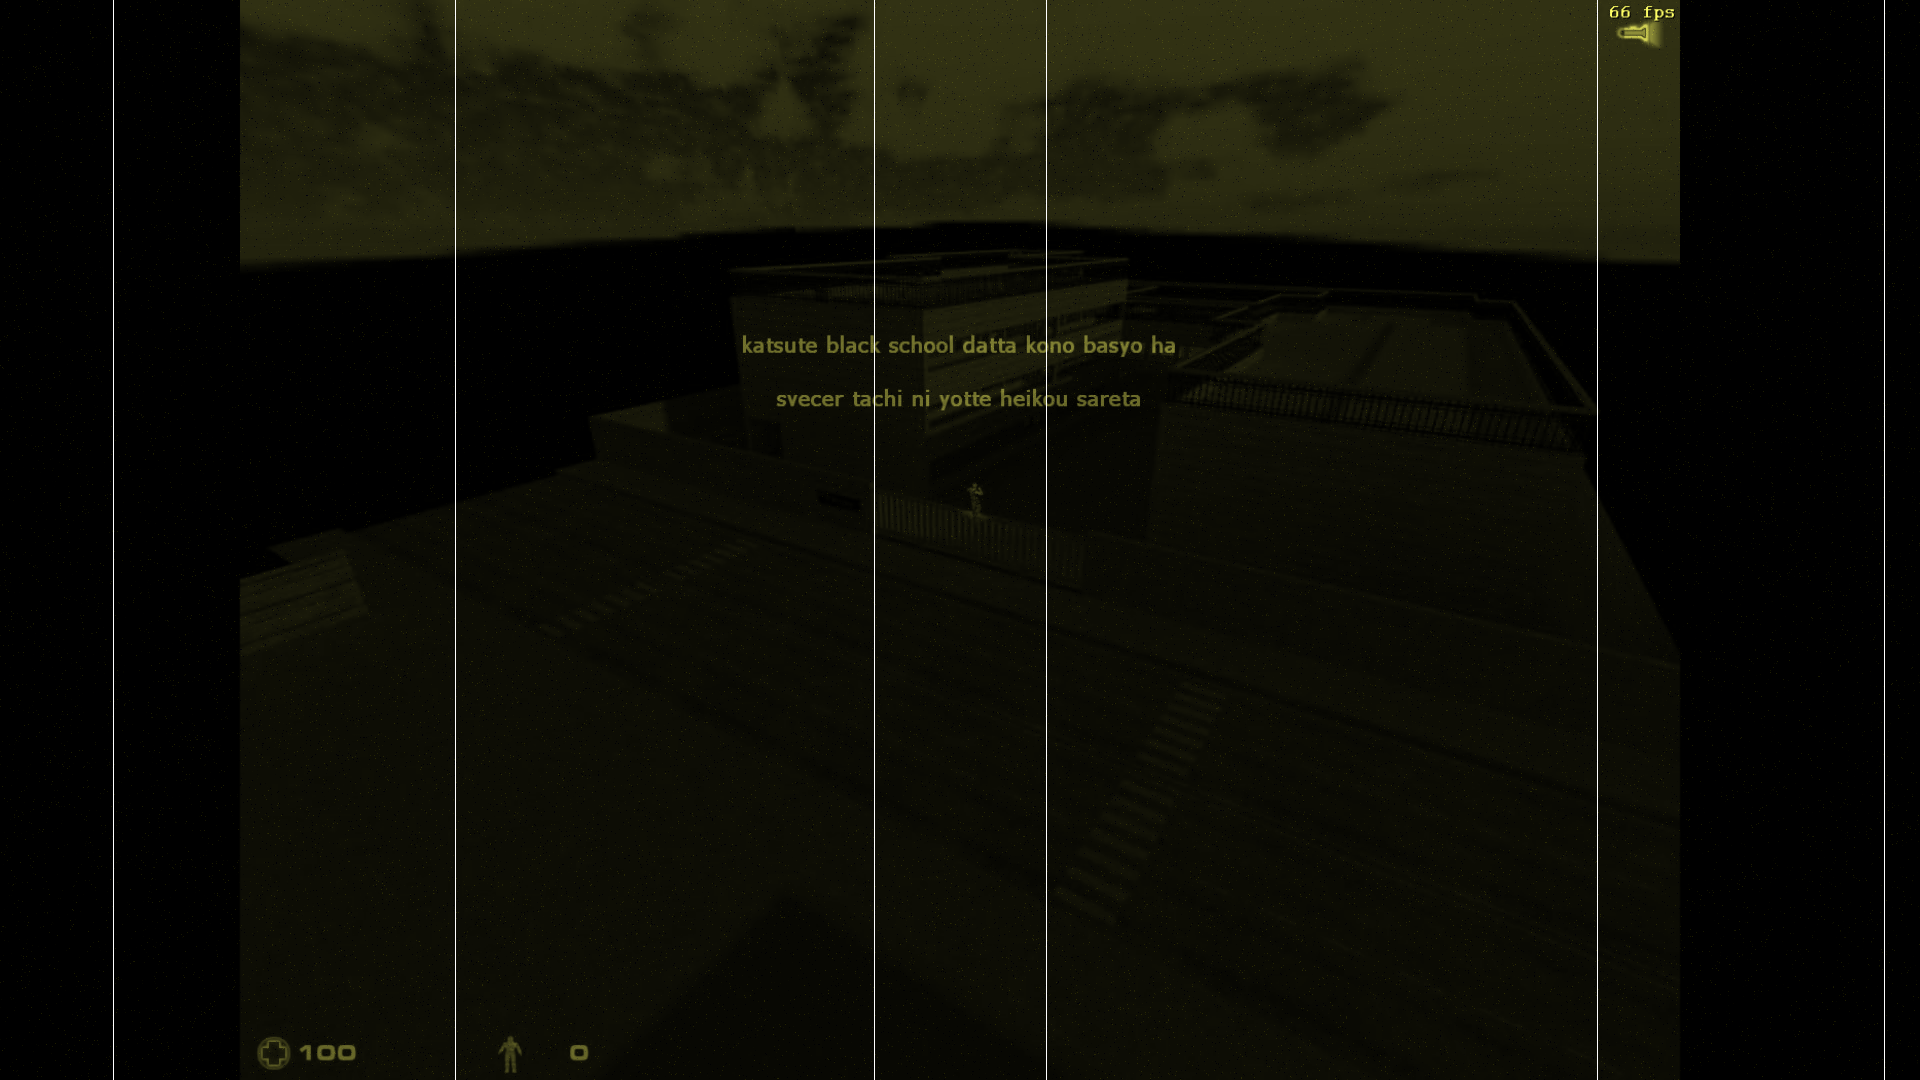 66 fps
katsute black school datta kono basyo ha
svecer tachi ni yotte heikou sareta
100
0